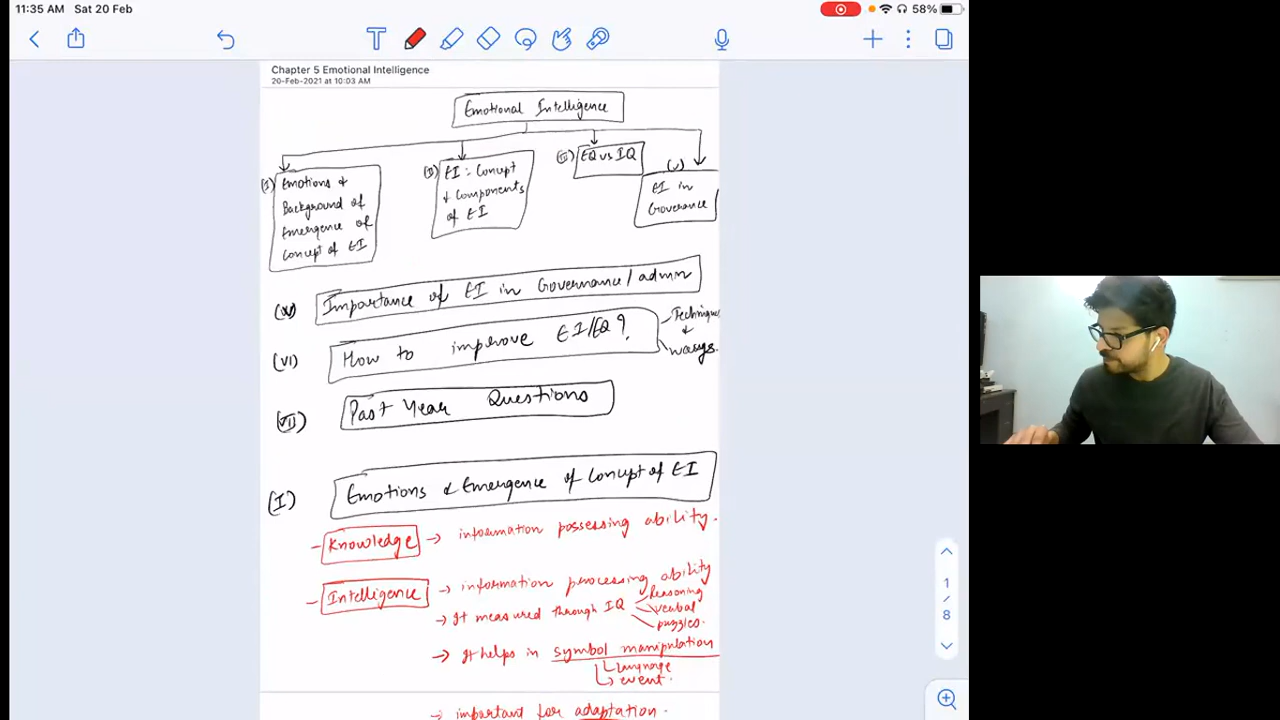 11:35 AM Sat 20 Feb
58%
Chapter 5 Emotional Intelligence
20-Feb-2021 at 10:03 AM
Emotional Intelligence
(I) Emotions &
Background of
Emergence of
Concept of EI
(II) EI: Concept
& Components
of EI
(III) EQ vs IQ
(V)
EI in
Governance
(V) Importance of EI in Governance/admn
(VI) How to improve EI/EQ?
Techniques
&
ways.
(VII) Past Year Questions
(I) Emotions & Emergence of Concept of EI
- Knowledge → information possessing ability.
- Intelligence → information processing ability
→ It measured through IQ
Reasoning
verbal
puzzles.
→ It helps in symbol manipulation
language
event.
→ important for adaptation.
1
/
8